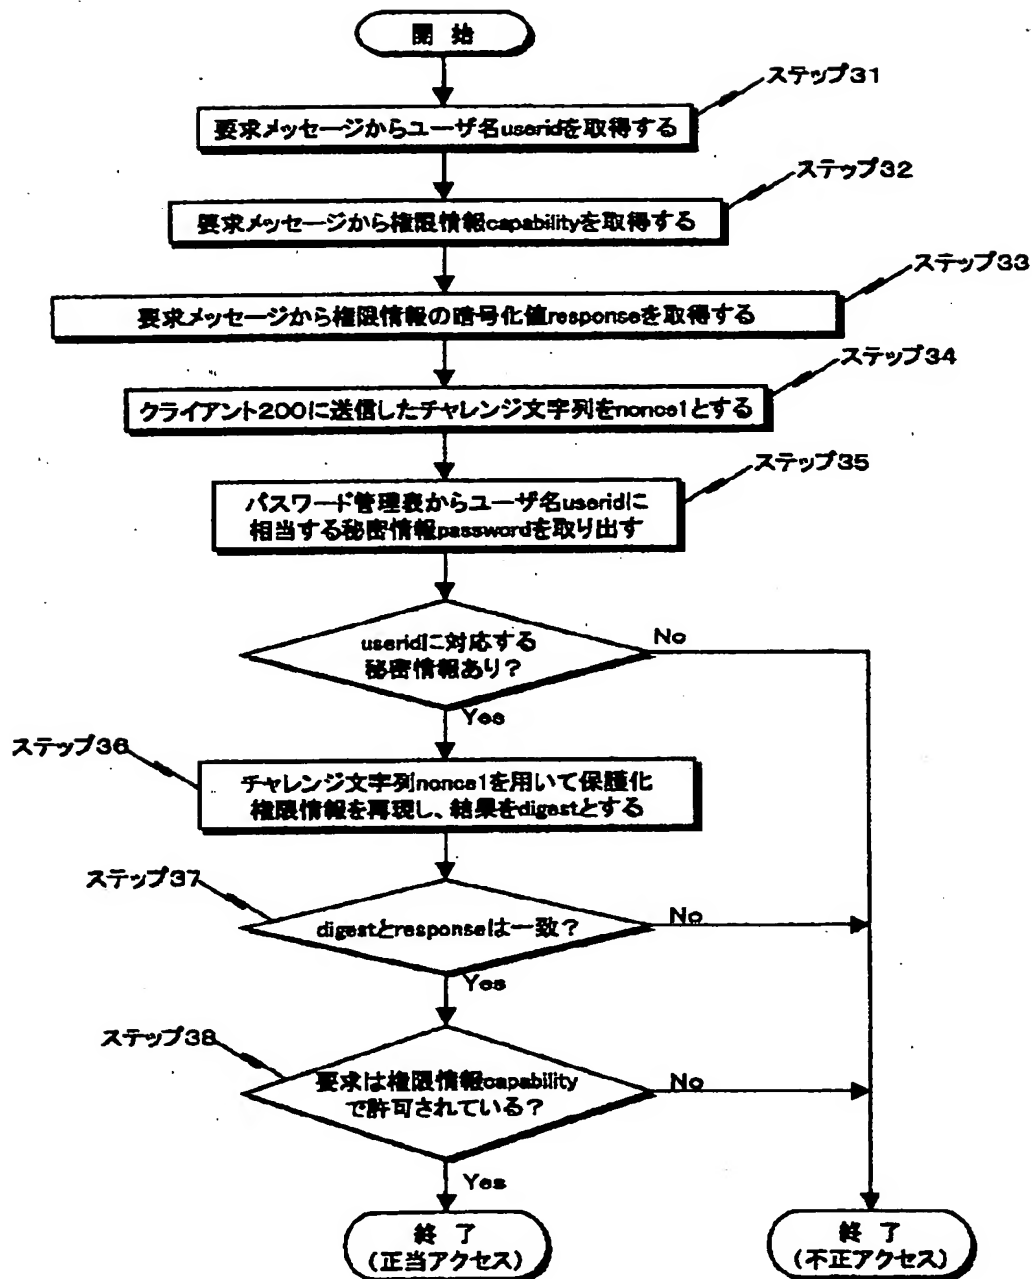 開 始
ステップ31
要求メッセージからユーザ名useridを取得する
ステップ32
要求メッセージから権限情報capabilityを取得する
ステップ33
要求メッセージから権限情報の暗号化値responseを取得する
ステップ34
クライアント200に送信したチャレンジ文字列をnonce1とする
ステップ35
パスワード管理表からユーザ名useridに
相当する秘密情報passwordを取り出す
useridに対応する
秘密情報あり?
No
Yes
ステップ36
チャレンジ文字列nonce1を用いて保護化
権限情報を再現し、結果をdigestとする
ステップ37
digestとresponseは一致?
No
Yes
ステップ38
要求は権限情報capability
で許可されている?
No
Yes
終 了
(正当アクセス)
終 了
(不正アクセス)